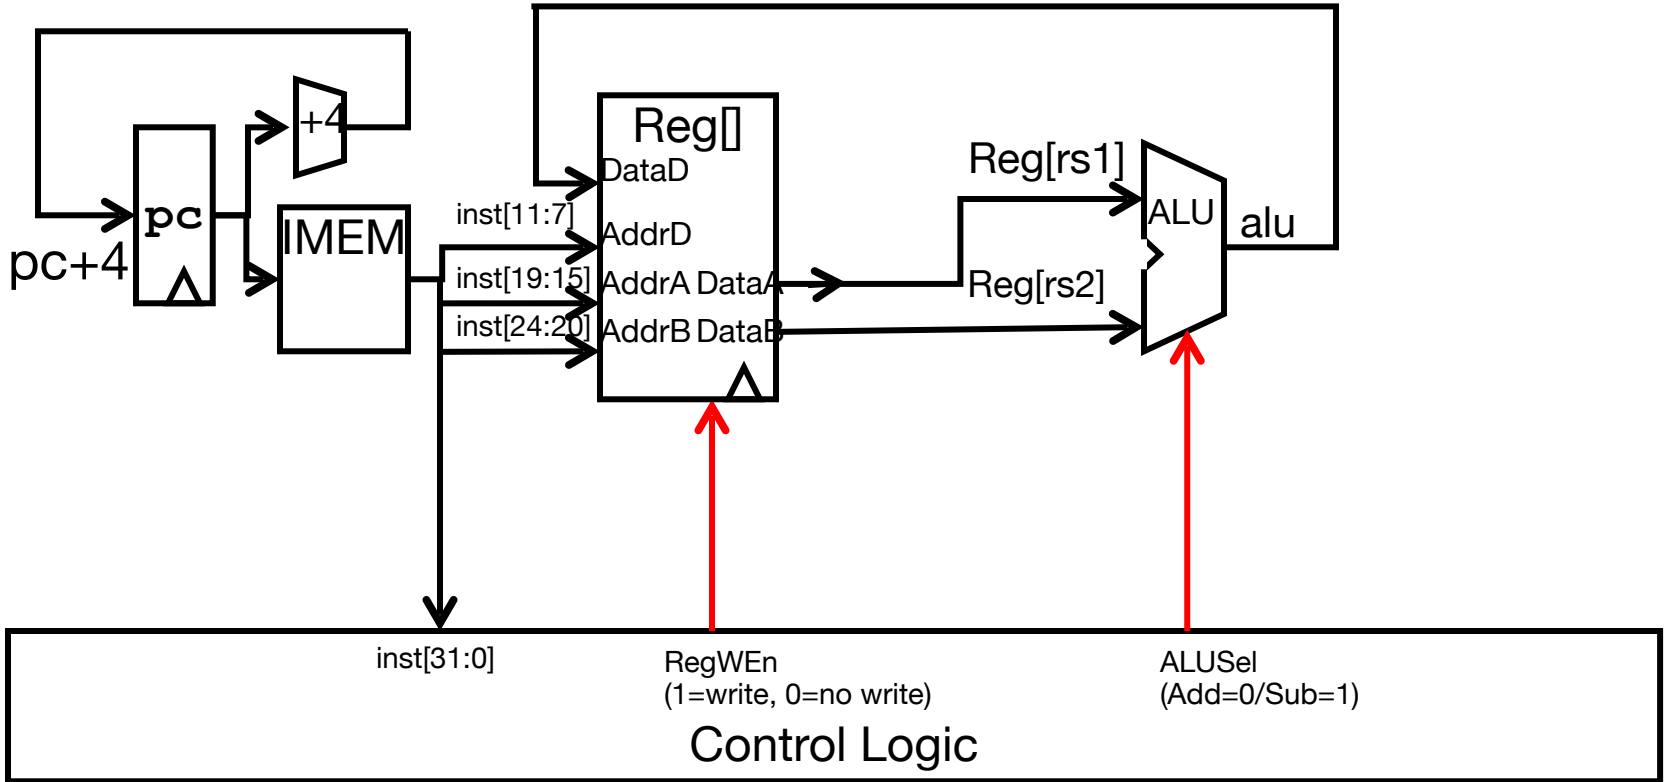 +4
pc
pc+4
IMEM
inst[11:7]
inst[19:15]
inst[24:20]
Reg[]
DataD
AddrD
AddrA DataA
AddrB DataB
Reg[rs1]
Reg[rs2]
ALU
alu
inst[31:0]
RegWEn
(1=write, 0=no write)
ALUSel
(Add=0/Sub=1)
Control Logic